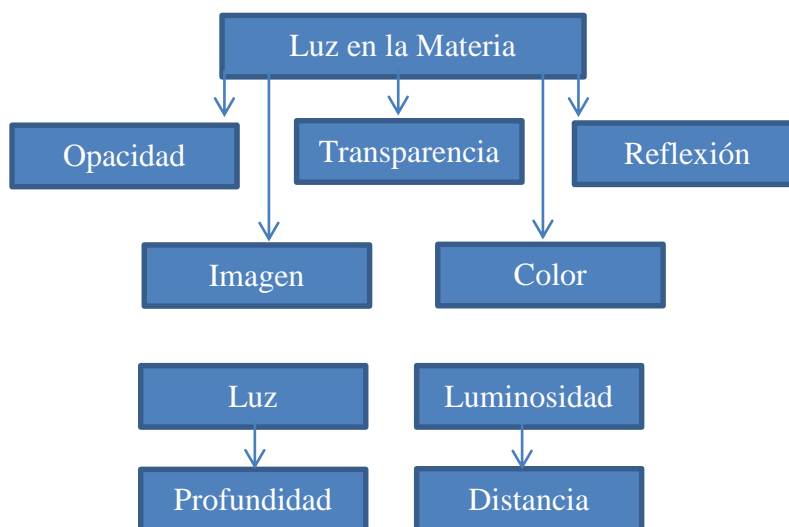 Luz en la Materia
Opacidad
Transparencia
Reflexión
Imagen
Color
Luz
Luminosidad
Profundidad
Distancia